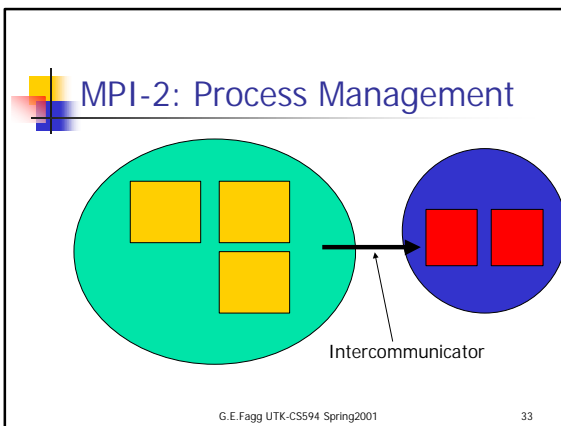 MPI-2: Process Management
Intercommunicator
G.E.Fagg UTK-CS594 Spring2001
33